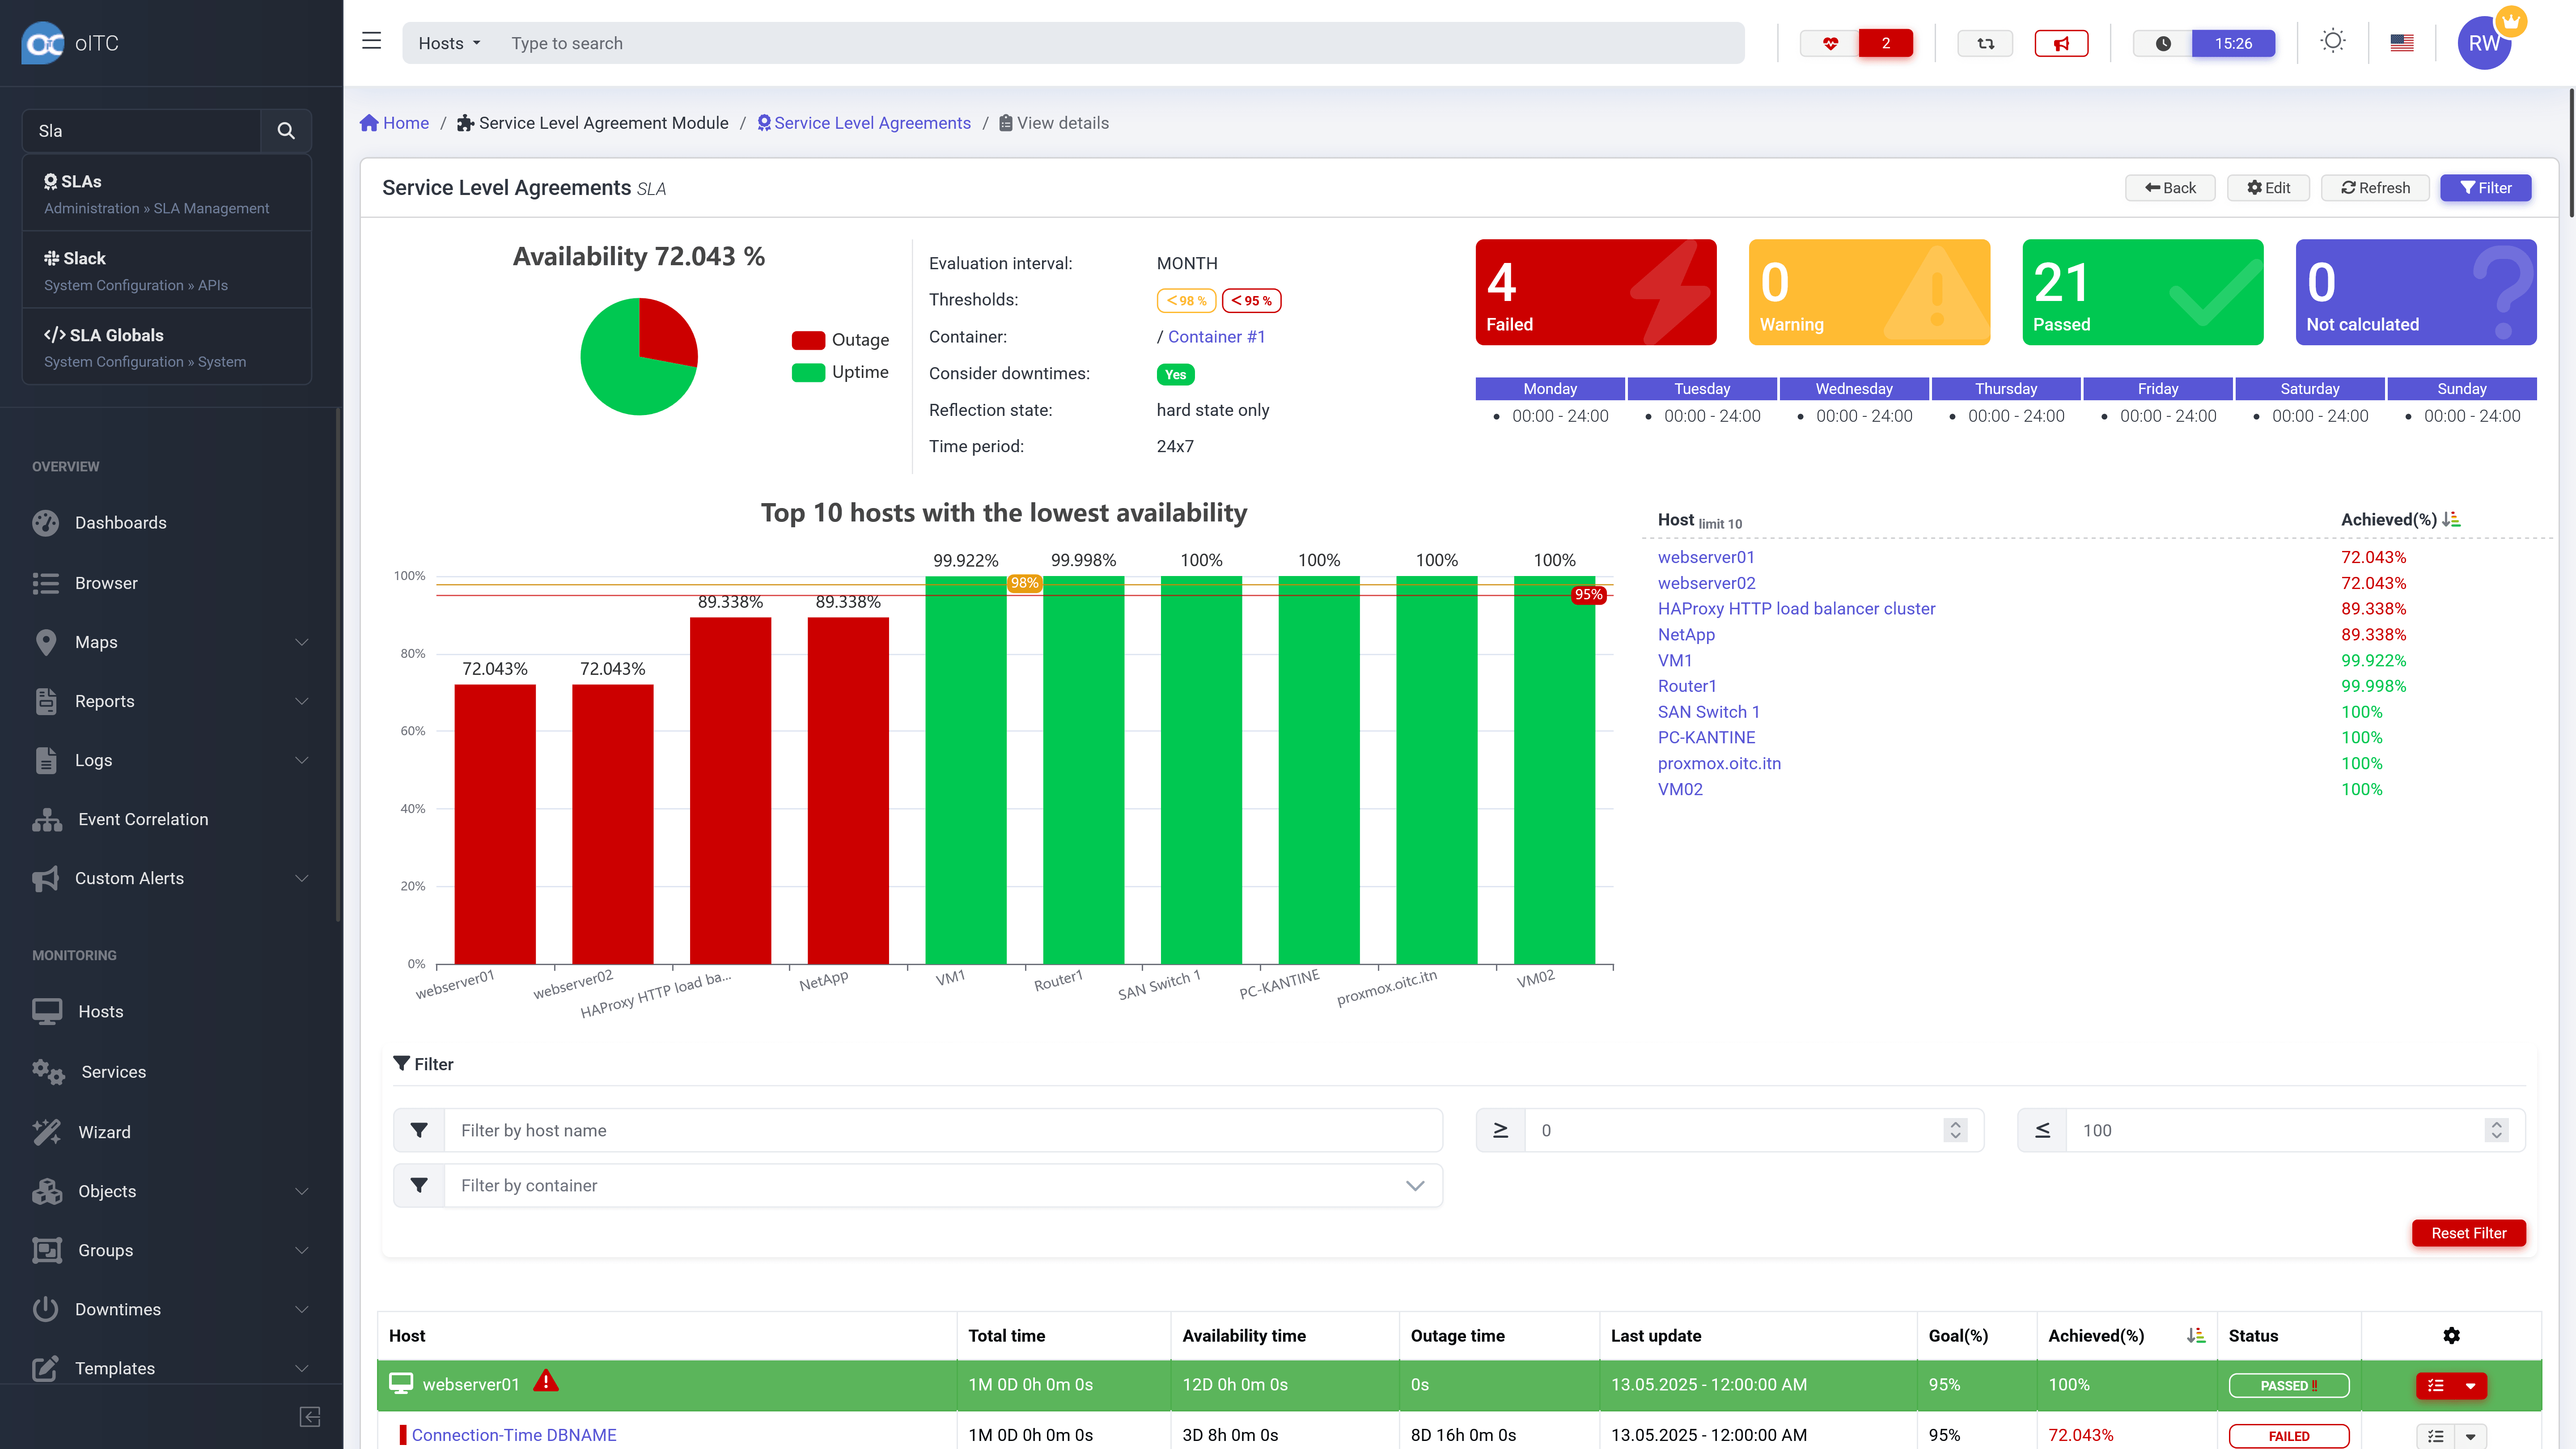 oITC
Hosts
Type to search
2
15:26
RW
Sla
SLAs
Administration » SLA Management
Slack
System Configuration » APIs
SLA Globals
System Configuration » System
OVERVIEW
Dashboards
Browser
Maps
Reports
Logs
Event Correlation
Custom Alerts
MONITORING
Hosts
Services
Wizard
Objects
Groups
Downtimes
Templates
Home / Service Level Agreement Module / Service Level Agreements / View details
Service Level Agreements SLA
Back
Edit
Refresh
Filter
Availability 72.043 %
Outage
Uptime
Evaluation interval: MONTH
Thresholds: < 98 % < 95 %
Container: / Container #1
Consider downtimes: Yes
Reflection state: hard state only
Time period: 24x7
4
Failed
0
Warning
21
Passed
0
Not calculated
Monday Tuesday Wednesday Thursday Friday Saturday Sunday
• 00:00 - 24:00 • 00:00 - 24:00 • 00:00 - 24:00 • 00:00 - 24:00 • 00:00 - 24:00 • 00:00 - 24:00 • 00:00 - 24:00
Top 10 hosts with the lowest availability
99.922% 99.998% 100% 100% 100% 100%
100%
98%
95%
89.338% 89.338%
80%
72.043% 72.043%
60%
40%
20%
0%
webserver01 webserver02 HAProxy HTTP load ba... NetApp VM1 Router1 SAN Switch 1 PC-KANTINE proxmox.oitc.itn VM02
Host limit 10 Achieved(%)
webserver01 72.043%
webserver02 72.043%
HAProxy HTTP load balancer cluster 89.338%
NetApp 89.338%
VM1 99.922%
Router1 99.998%
SAN Switch 1 100%
PC-KANTINE 100%
proxmox.oitc.itn 100%
VM02 100%
Filter
Filter by host name
≥ 0
≤ 100
Filter by container
Reset Filter
Host Total time Availability time Outage time Last update Goal(%) Achieved(%) Status
webserver01 1M 0D 0h 0m 0s 12D 0h 0m 0s 0s 13.05.2025 - 12:00:00 AM 95% 100% PASSED !!
Connection-Time DBNAME 1M 0D 0h 0m 0s 3D 8h 0m 0s 8D 16h 0m 0s 13.05.2025 - 12:00:00 AM 95% 72.043% FAILED